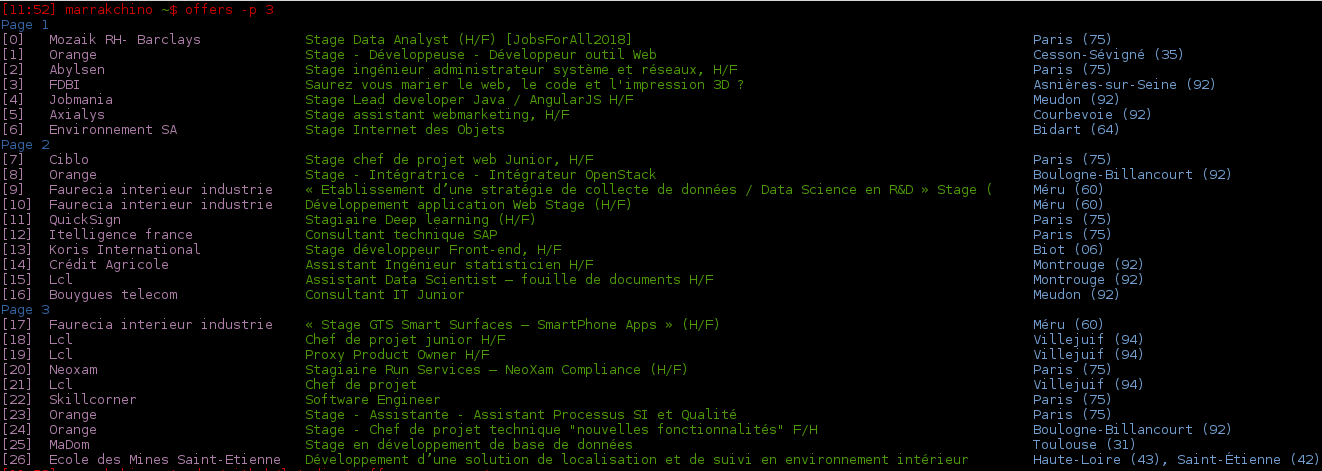 [11:52] marrakchino ~$ offers -p 3
Page 1
[0] Mozaik RH- Barclays Stage Data Analyst (H/F) [JobsForAll2018] Paris (75)
[1] Orange Stage - Développeuse - Développeur outil Web Cesson-Sévigné (35)
[2] Abylsen Stage ingénieur administrateur système et réseaux, H/F Paris (75)
[3] FDBI Saurez vous marier le web, le code et l'impression 3D ? Asnières-sur-Seine (92)
[4] Jobmania Stage Lead developer Java / AngularJS H/F Meudon (92)
[5] Axialys Stage assistant webmarketing, H/F Courbevoie (92)
[6] Environnement SA Stage Internet des Objets Bidart (64)
Page 2
[7] Ciblo Stage chef de projet web Junior, H/F Paris (75)
[8] Orange Stage - Intégratrice - Intégrateur OpenStack Boulogne-Billancourt (92)
[9] Faurecia interieur industrie « Etablissement d’une stratégie de collecte de données / Data Science en R&D » Stage ( Méru (60)
[10] Faurecia interieur industrie Développement application Web Stage (H/F) Méru (60)
[11] QuickSign Stagiaire Deep learning (H/F) Paris (75)
[12] Itelligence france Consultant technique SAP Paris (75)
[13] Koris International Stage développeur Front-end, H/F Biot (06)
[14] Crédit Agricole Assistant Ingénieur statisticien H/F Montrouge (92)
[15] Lcl Assistant Data Scientist – fouille de documents H/F Montrouge (92)
[16] Bouygues telecom Consultant IT Junior Meudon (92)
Page 3
[17] Faurecia interieur industrie « Stage GTS Smart Surfaces – SmartPhone Apps » (H/F) Méru (60)
[18] Lcl Chef de projet junior H/F Villejuif (94)
[19] Lcl Proxy Product Owner H/F Villejuif (94)
[20] Neoxam Stagiaire Run Services – NeoXam Compliance (H/F) Paris (75)
[21] Lcl Chef de projet Villejuif (94)
[22] Skillcorner Software Engineer Paris (75)
[23] Orange Stage - Assistante - Assistant Processus SI et Qualité Paris (75)
[24] Orange Stage - Chef de projet technique "nouvelles fonctionnalités" F/H Boulogne-Billancourt (92)
[25] MaDom Stage en développement de base de données Toulouse (31)
[26] Ecole des Mines Saint-Etienne Développement d’une solution de localisation et de suivi en environnement intérieur Haute-Loire (43), Saint-Étienne (42)